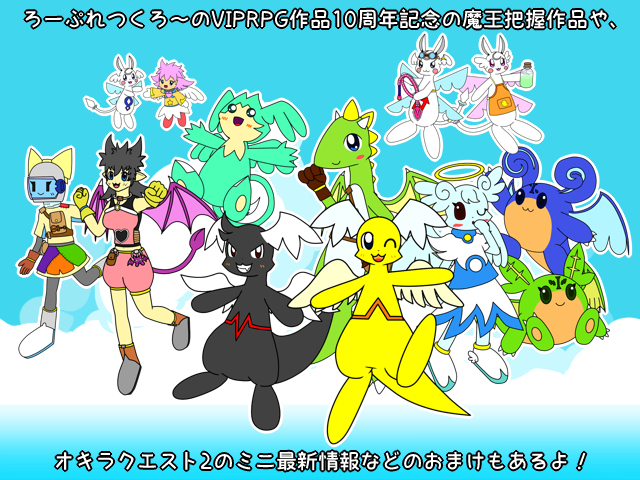 ろーぷれつくろ～のVIPRPG作品10周年記念の魔王把握作品や、
オキラクエスト2のミニ最新情報などのおまけもあるよ！